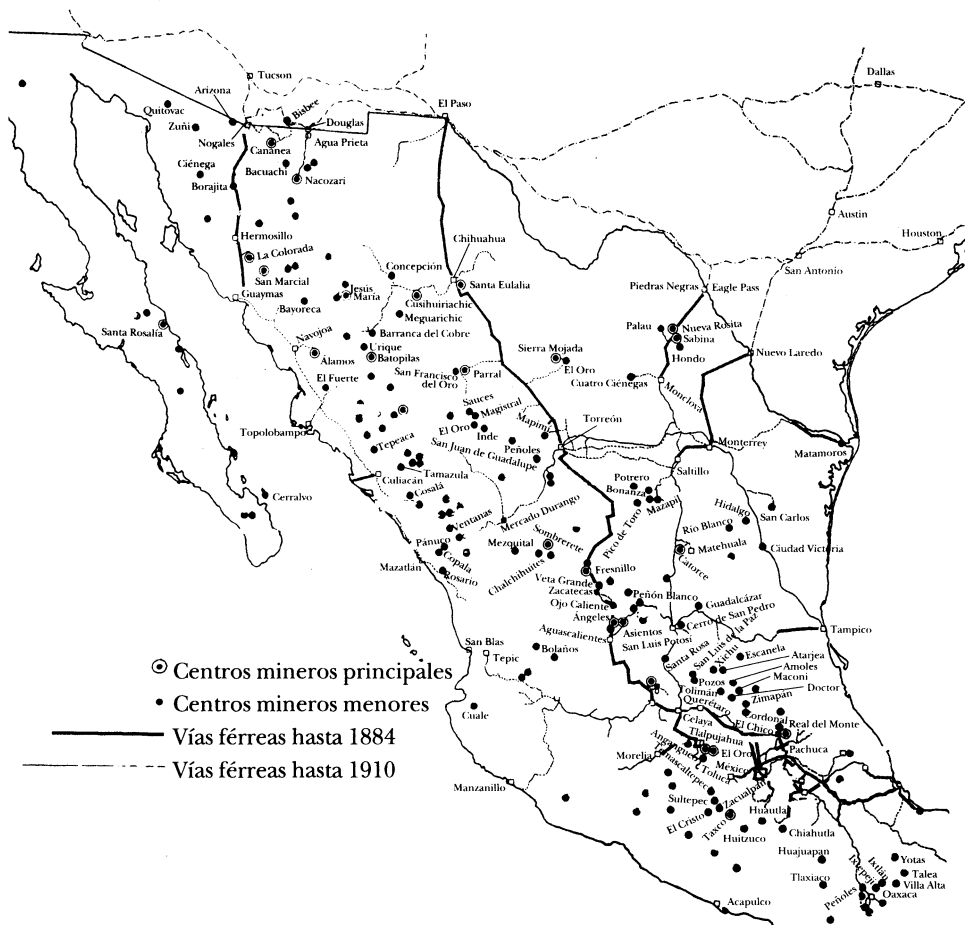 Dallas
Tucson
Arizona
El Paso
Bisbee
Quitovac
Douglas
Zuñi
Nogales
Cananea
Agua Prieta
Ciénega
Bacuachi
Nacozari
Borajita
Austin
Houston
Hermosillo
Chihuahua
San Antonio
La Colorada
Concepción
San Marcial
Santa Eulalia
Jesús
María
Piedras Negras
Eagle Pass
Guaymas
Cusihuiriachic
Bayoreca
Meguarichic
Santa Rosalía
Navojoa
Barranca del Cobre
Palau
Nueva Rosita
Sabina
Urique
Sierra Mojada
Hondo
Nuevo Laredo
Álamos
Batopilas
El Oro
San Francisco
del Oro
Parral
Cuatro Ciénegas
El Fuerte
Monclova
Sauces
Magistral
Mapimí
Torreón
Topolobampo
El Oro
Inde
Monterrey
Matamoros
Tepeaca
San Juan de Guadalupe
Peñoles
Culiacán
Tamazula
Saltillo
Potrero
Cosalá
Bonanza
Mazapil
Cerralvo
Mercado Durango
Pico de Toro
Hidalgo
San Carlos
Ventanas
Río Blanco
Pánuco
Mezquital
Sombrerete
Catorce
Matehuala
Ciudad Victoria
Copala
Chalchihuites
Mazatlán
Rosario
Fresnillo
Veta Grande
Zacatecas
Peñón Blanco
Guadalcázar
Ojo Caliente
Ángeles
Cerro de San Pedro
Aguascalientes
Asientos
San Luis Potosí
Tampico
San Blas
Tepic
Bolaños
Santa Rosa
San Luis de la Paz
Xichu
Escanela
Atarjea
Amoles
Pozos
Maconi
Tolimán
Doctor
Zimapán
Querétaro
Cuale
Celaya
Cordonal
El Chico
Real del Monte
Tlalpujahua
Pachuca
Angangueo
El Oro
Morelia
México
Toluca
Temascaltepec
Manzanillo
Zacualpan
Sultepec
Huautla
El Cristo
Taxco
Huitzuco
Chiahutla
Huajuapan
Ixtepeji
Ixtlán
Yotas
Talea
Tlaxiaco
Villa Alta
Peñoles
Oaxaca
Acapulco
Centros mineros principales
Centros mineros menores
Vías férreas hasta 1884
Vías férreas hasta 1910